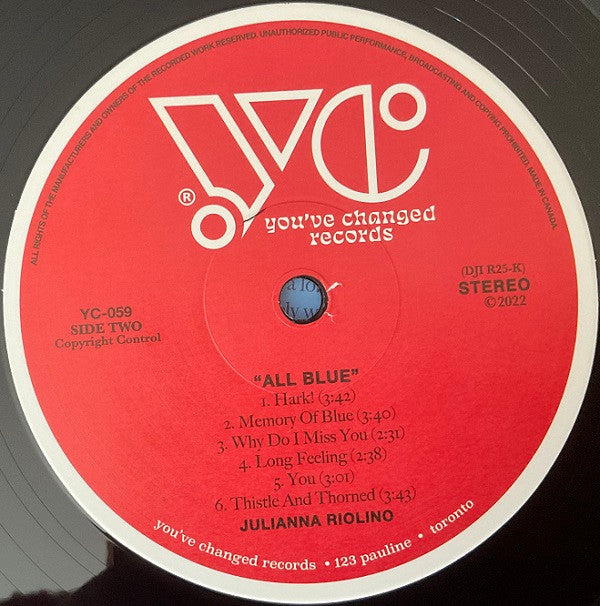 ALL RIGHTS OF THE MANUFACTURERS AND OWNERS OF THE RECORDED WORK RESERVED. UNAUTHORIZED PUBLIC PERFORMANCE, BROADCASTING AND COPYING PROHIBITED. MADE IN CANADA.
yc
®
you've changed
records
YC-059
SIDE TWO
Copyright Control
(DJI R25-K)
STEREO
©2022
"ALL BLUE"
1. Hark! (3:42)
2. Memory Of Blue (3:40)
3. Why Do I Miss You (2:31)
4. Long Feeling (2:38)
5. You (3:01)
6. Thistle And Thorned (3:43)
JULIANNA RIOLINO
you've changed records • 123 pauline • toronto